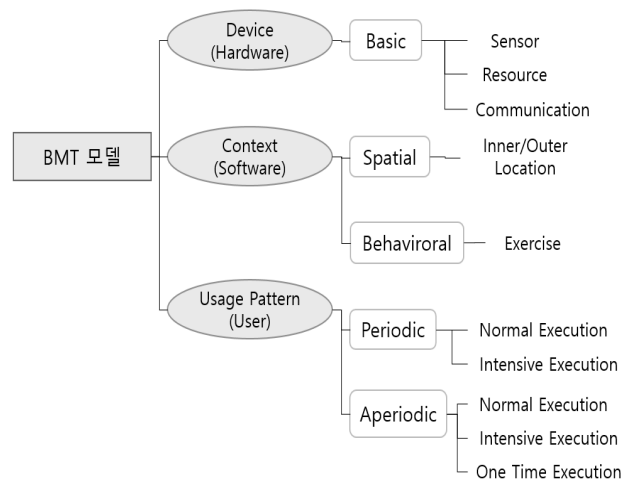 BMT 모델
Device
(Hardware)
Basic
Sensor
Resource
Communication
Context
(Software)
Spatial
Inner/Outer
Location
Behaviroral
Exercise
Usage Pattern
(User)
Periodic
Normal Execution
Intensive Execution
Aperiodic
Normal Execution
Intensive Execution
One Time Execution